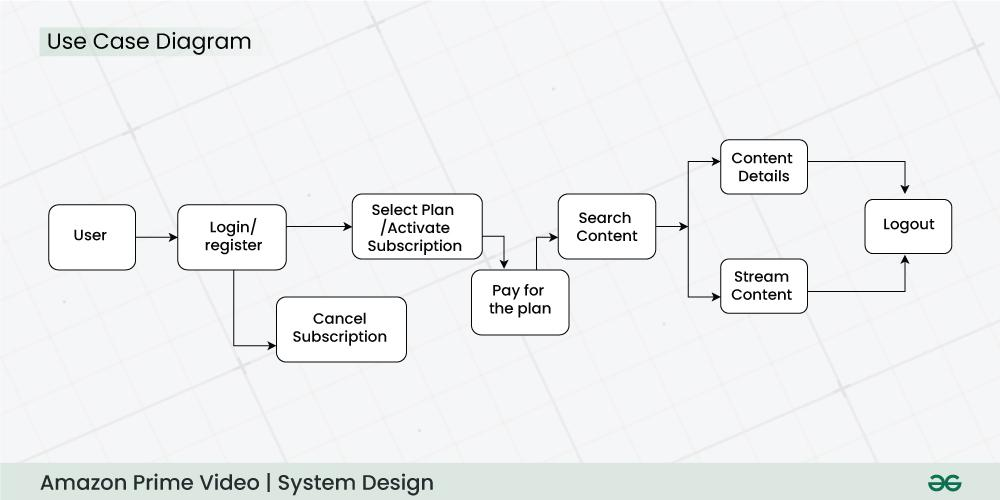 Use Case Diagram
User
Login/
register
Select Plan
/Activate
Subscription
Cancel
Subscription
Pay for
the plan
Search
Content
Content
Details
Stream
Content
Logout
Amazon Prime Video | System Design